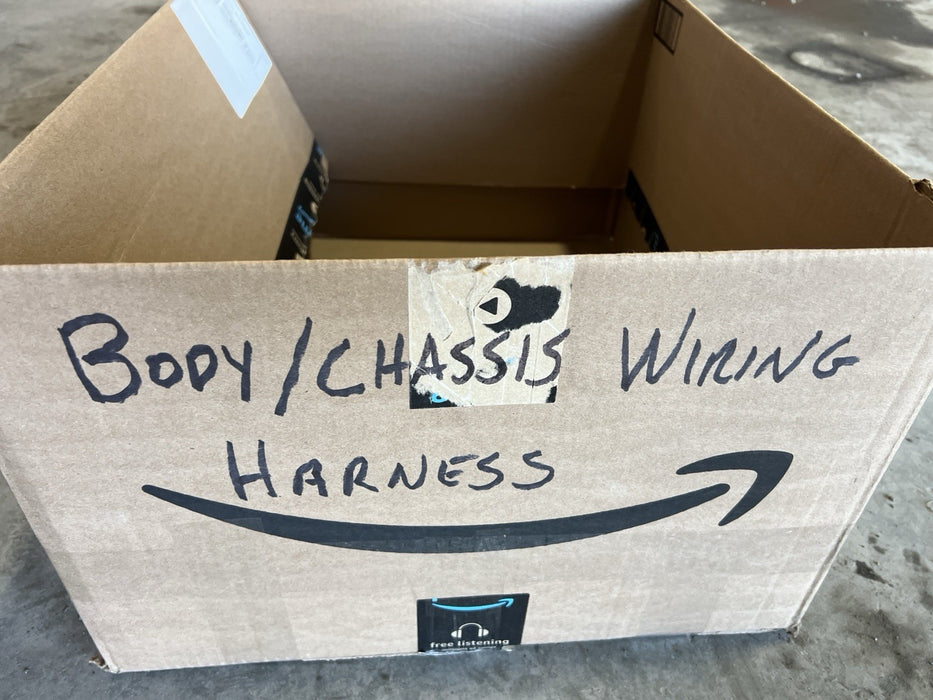 BODY/CHASSIS WIRING
HARNESS
free listening